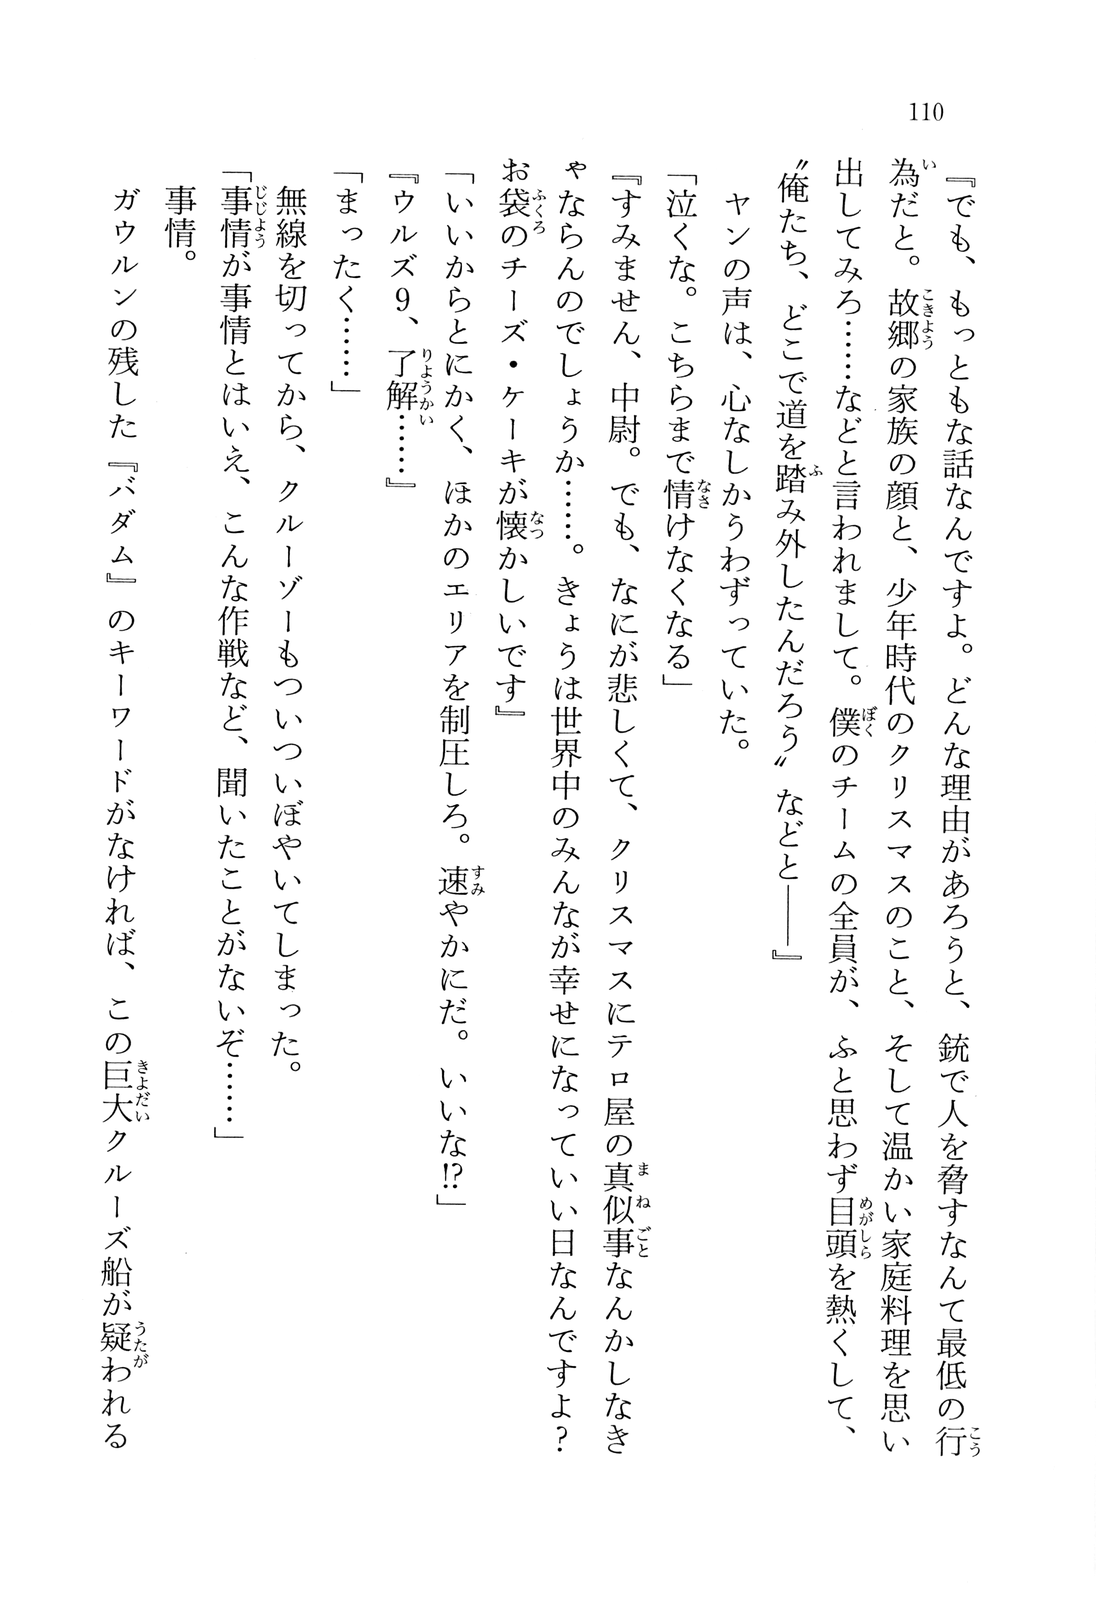 110
『でも、もっともな話なんですよ。どんな理由があろうと、銃で人を脅すなんて最低の行
為だと。故郷の家族の顔と、少年時代のクリスマスのこと、そして温かい家庭料理を思い
出してみろ……などと言われまして。僕のチームの全員が、ふと思わず目頭を熱くして、
〝俺たち、どこで道を踏み外したんだろう〟などと――』
ヤンの声は、心なしかうわずっていた。
「泣くな。こちらまで情けなくなる」
『すみません、中尉。でも、なにが悲しくて、クリスマスにテロ屋の真似事なんかしなき
ゃならんのでしょうか……。きょうは世界中のみんなが幸せになっていい日なんですよ？
お袋のチーズ・ケーキが懐かしいです』
「いいからとにかく、ほかのエリアを制圧しろ。速やかにだ。いいな!?」
『ウルズ９、了解……』
「まったく……」
無線を切ってから、クルーゾーもついついぼやいてしまった。
「事情が事情とはいえ、こんな作戦など、聞いたことがないぞ……」
事情。
ガウルンの残した『バダム』のキーワードがなければ、この巨大クルーズ船が疑われる